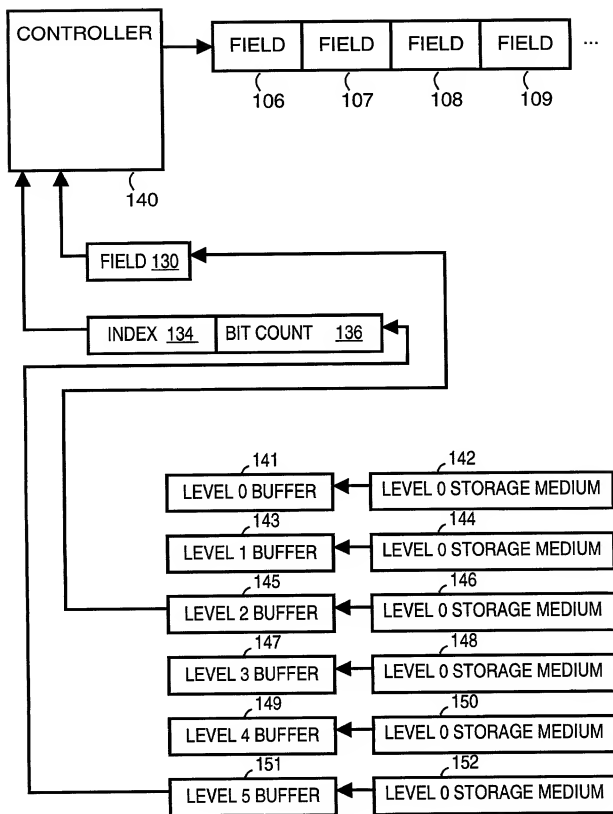 CONTROLLER
FIELD FIELD FIELD FIELD ...
106 107 108 109
140
FIELD 130
INDEX 134 BIT COUNT 136
141 142
LEVEL 0 BUFFER LEVEL 0 STORAGE MEDIUM
143 144
LEVEL 1 BUFFER LEVEL 0 STORAGE MEDIUM
145 146
LEVEL 2 BUFFER LEVEL 0 STORAGE MEDIUM
147 148
LEVEL 3 BUFFER LEVEL 0 STORAGE MEDIUM
149 150
LEVEL 4 BUFFER LEVEL 0 STORAGE MEDIUM
151 152
LEVEL 5 BUFFER LEVEL 0 STORAGE MEDIUM